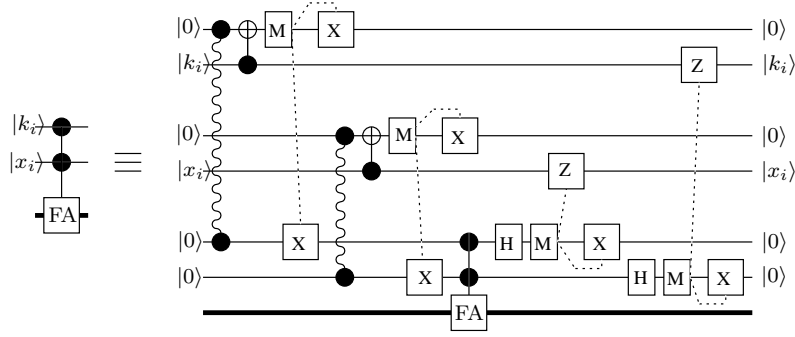 |0⟩ M X |0⟩
|k_i⟩ Z |k_i⟩
|k_i⟩
|0⟩ M X |0⟩
|x_i⟩ ≡ |x_i⟩ Z |x_i⟩
FA
|0⟩ X H M X |0⟩
|0⟩ X H M X |0⟩
FA